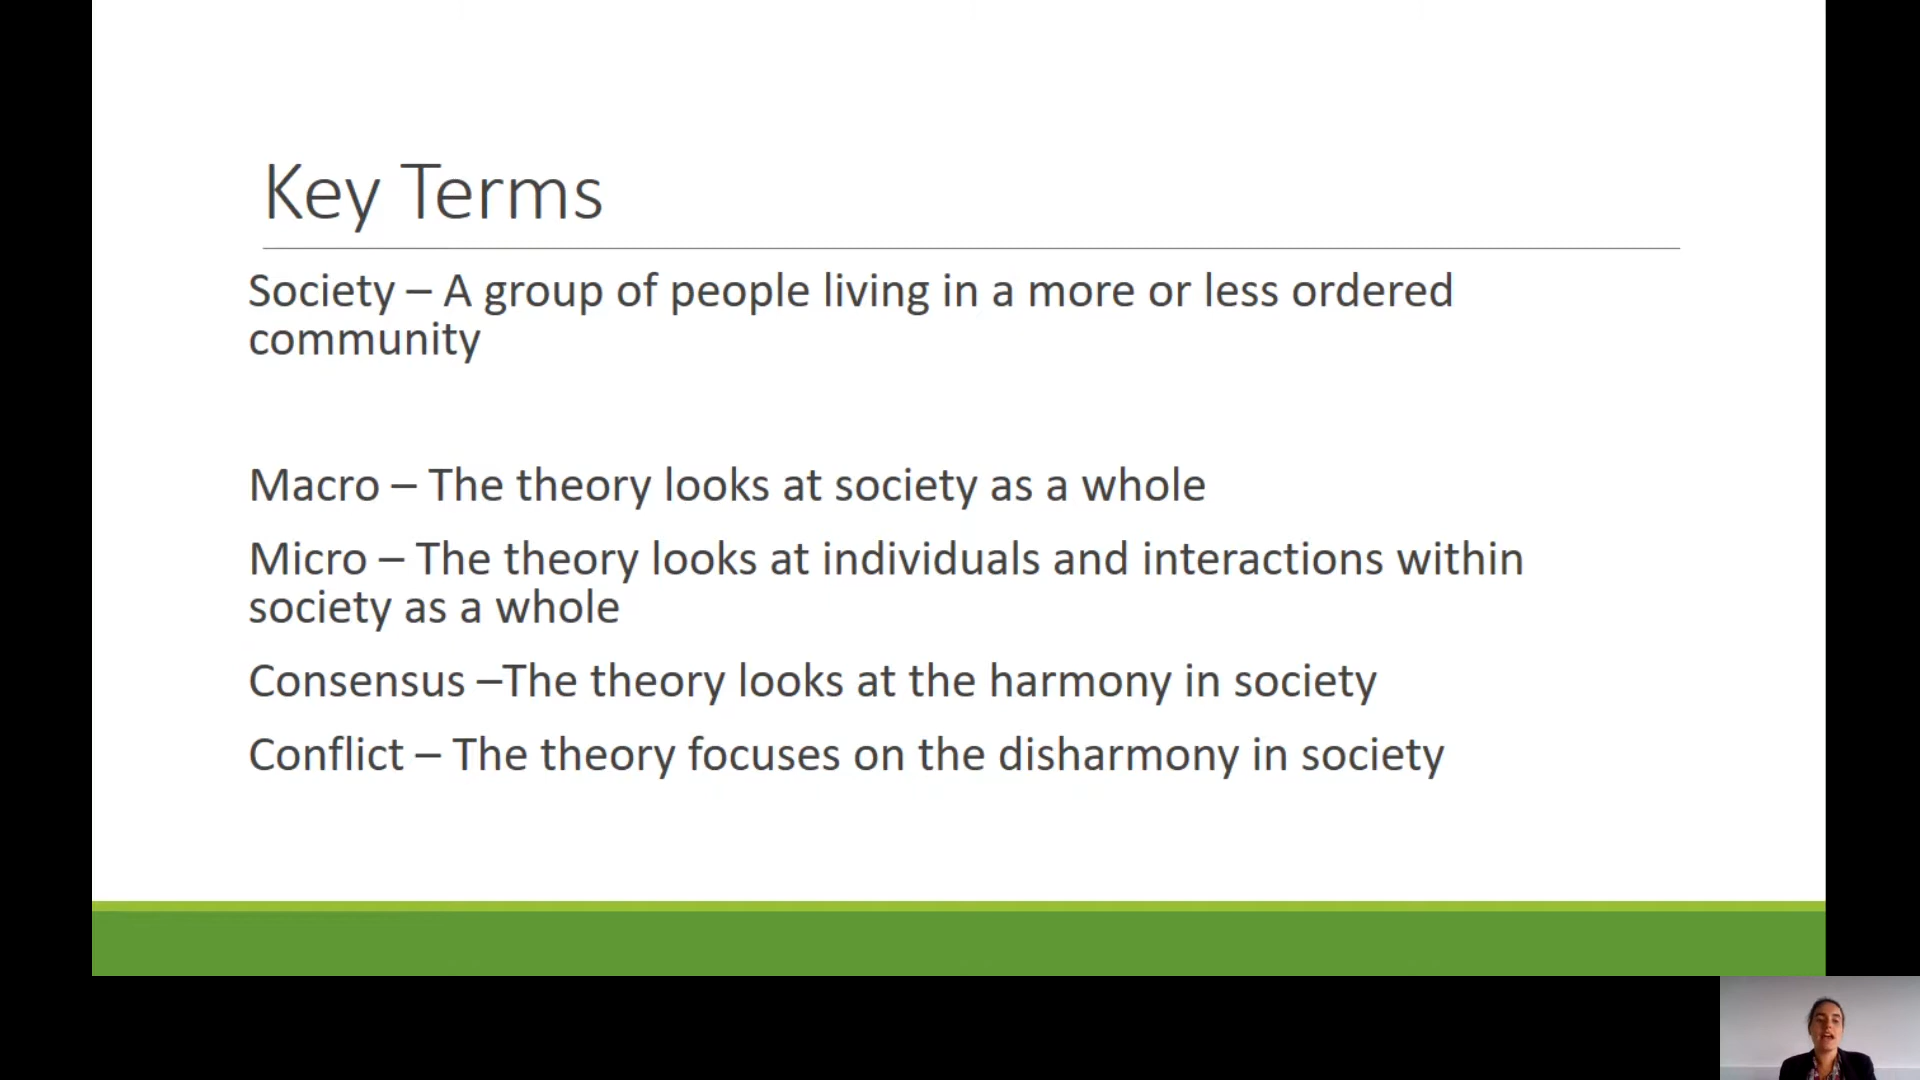 Key Terms
Society – A group of people living in a more or less ordered
community
Macro – The theory looks at society as a whole
Micro – The theory looks at individuals and interactions within
society as a whole
Consensus –The theory looks at the harmony in society
Conflict – The theory focuses on the disharmony in society